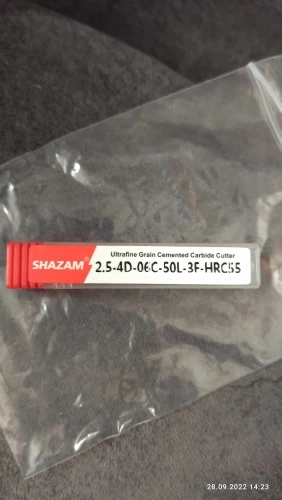 Ultrafine Grain Cemented Carbide Cutter
SHAZAM 2.5-4D-06C-50L-3F-HRC55
28.09.2022 14:23